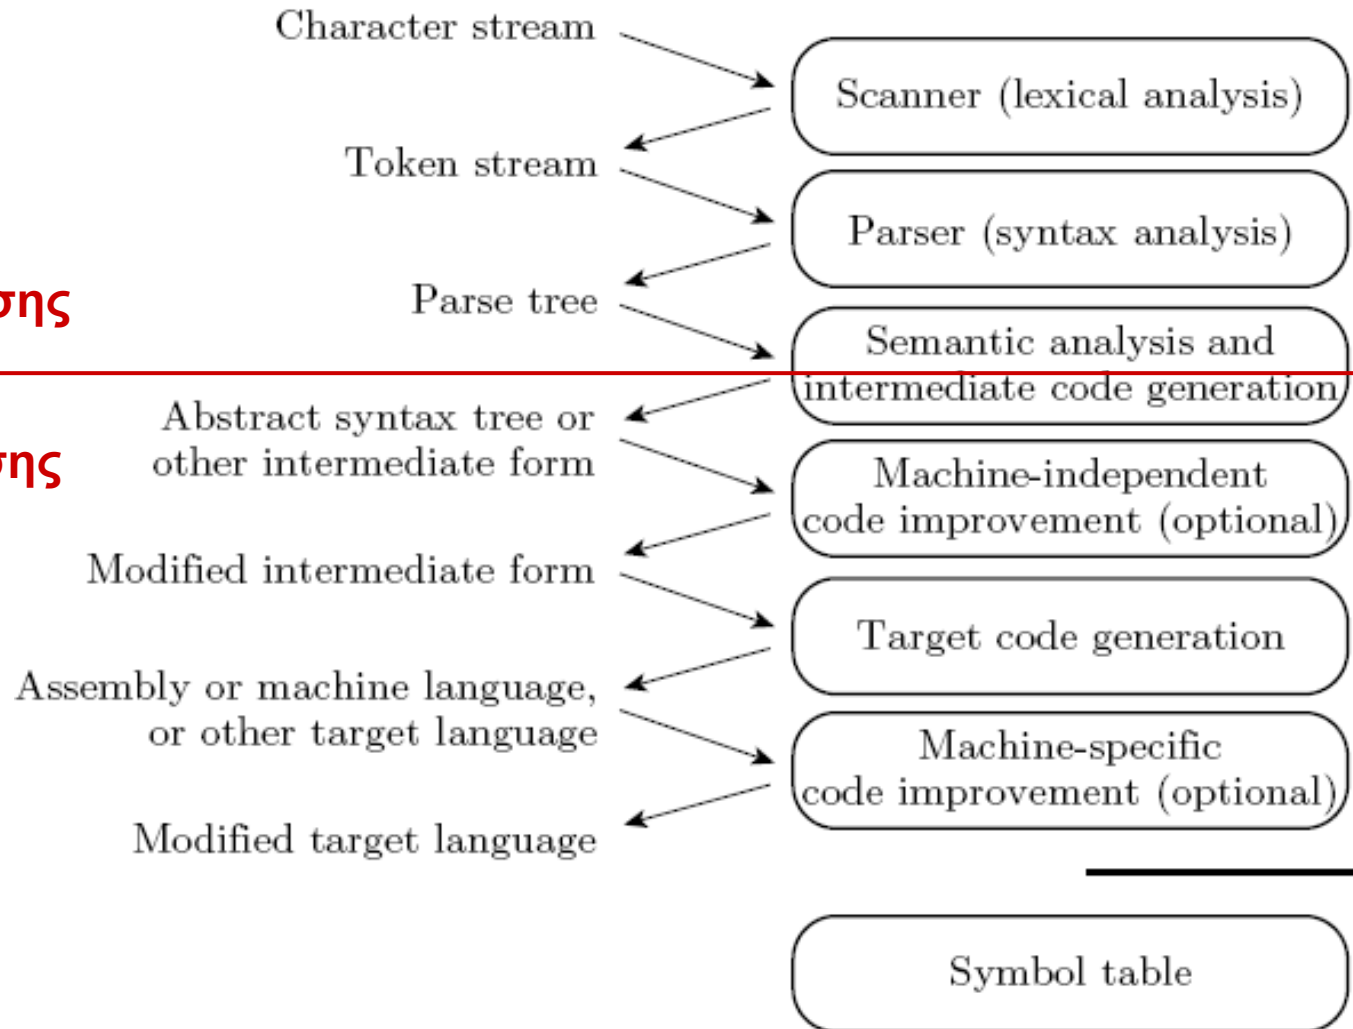 Character stream
Scanner (lexical analysis)
Token stream
Parser (syntax analysis)
Parse tree
Semantic analysis and
intermediate code generation
Abstract syntax tree or
other intermediate form
Machine-independent
code improvement (optional)
Modified intermediate form
Target code generation
Assembly or machine language,
or other target language
Machine-specific
code improvement (optional)
Modified target language
Symbol table